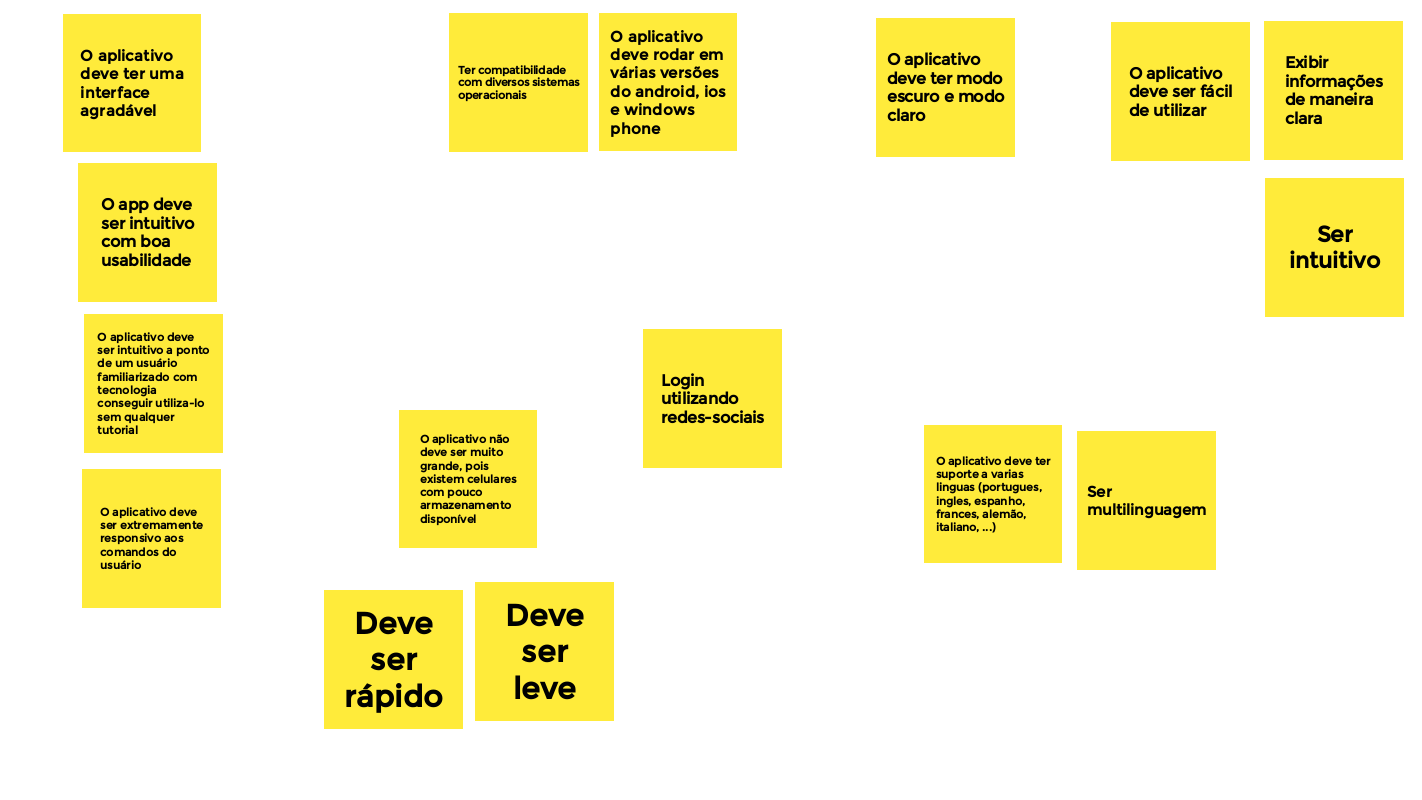 O aplicativo
deve ter uma
interface
agradável
Ter compatibilidade
com diversos sistemas
operacionais
O aplicativo
deve rodar em
várias versões
do android, ios
e windows
phone
O aplicativo
deve ter modo
escuro e modo
claro
O aplicativo
deve ser fácil
de utilizar
Exibir
informações
de maneira
clara
O app deve
ser intuitivo
com boa
usabilidade
Ser
intuitivo
O aplicativo deve
ser intuitivo a ponto
de um usuário
familiarizado com
tecnologia
conseguir utiliza-lo
sem qualquer
tutorial
Login
utilizando
redes-sociais
O aplicativo não
deve ser muito
grande, pois
existem celulares
com pouco
armazenamento
disponível
O aplicativo deve ter
suporte a varias
linguas (portugues,
ingles, espanho,
frances, alemão,
italiano, ...)
Ser
multilinguagem
O aplicativo deve
ser extremamente
responsivo aos
comandos do
usuário
Deve
ser
rápido
Deve
ser
leve